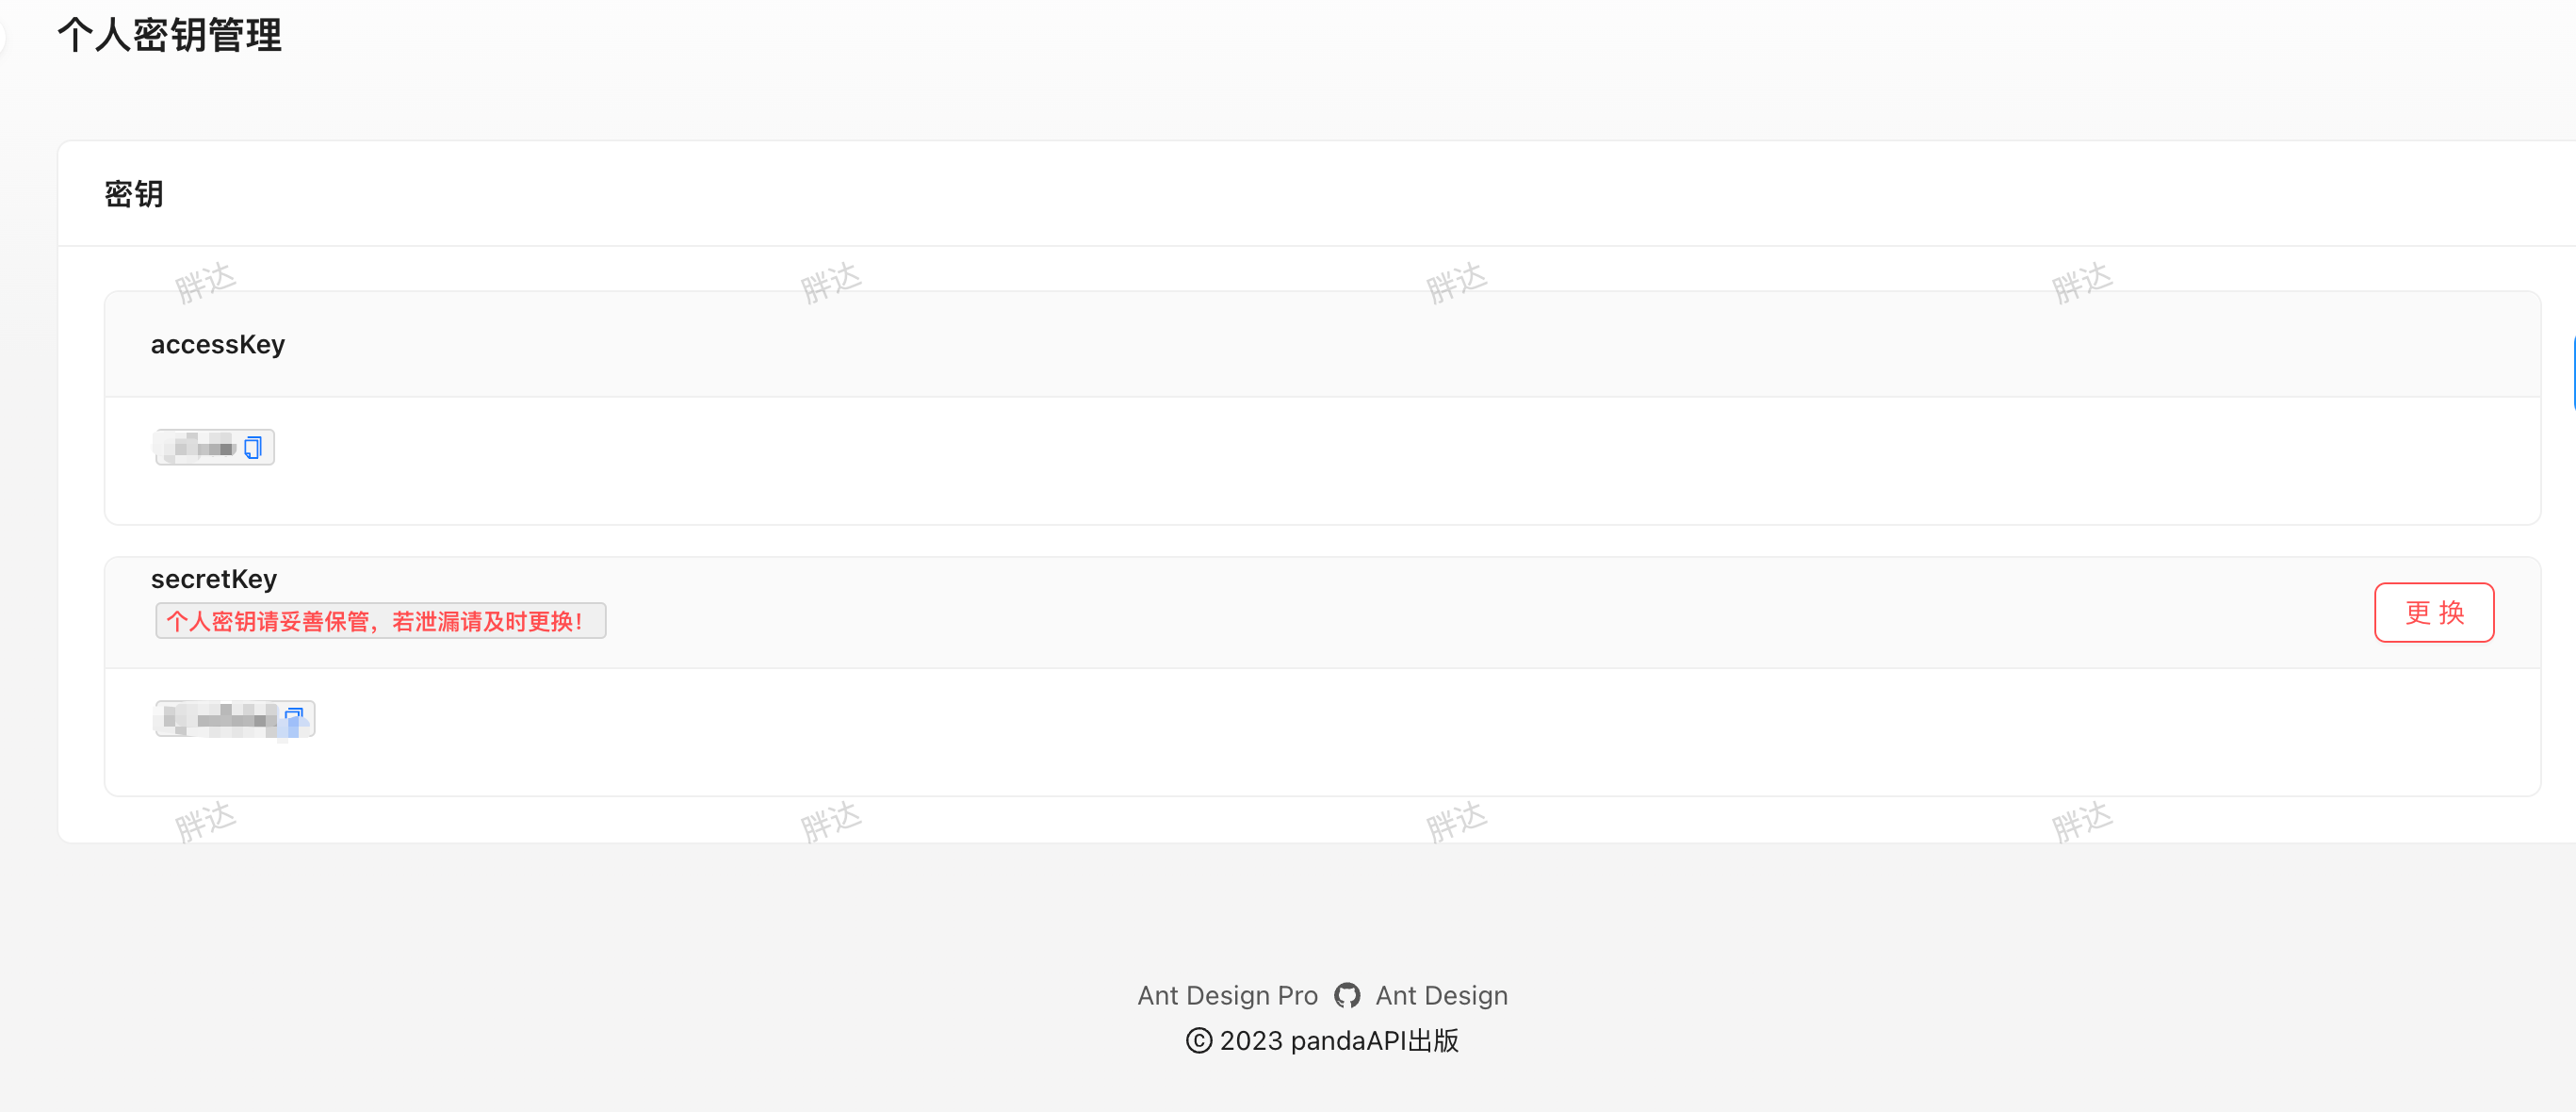 个人密钥管理
密钥
胖达 胖达 胖达 胖达
accessKey
secretKey
个人密钥请妥善保管，若泄漏请及时更换！
更 换
胖达 胖达 胖达 胖达
Ant Design Pro Ant Design
© 2023 pandaAPI出版